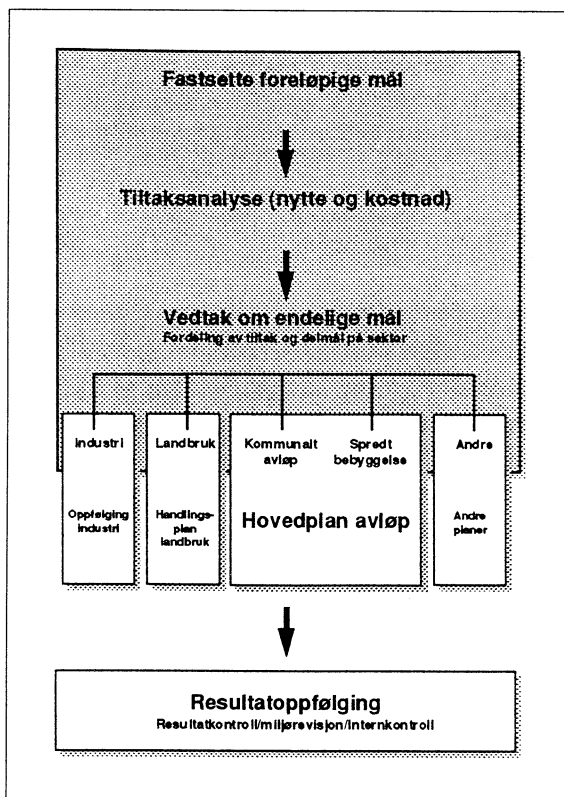 Fastsette foreløpige mål
Tiltaksanalyse (nytte og kostnad)
Vedtak om endelige mål
Fordeling av tiltak og delmål på sektor
Industri
Landbruk
Kommunalt
avløp
Spredt
bebyggelse
Andre
Oppfølging
industri
Handlings-
plan
landbruk
Hovedplan avløp
Andre
planer
Resultatoppfølging
Resultatkontroll/miljørevisjon/internkontroll